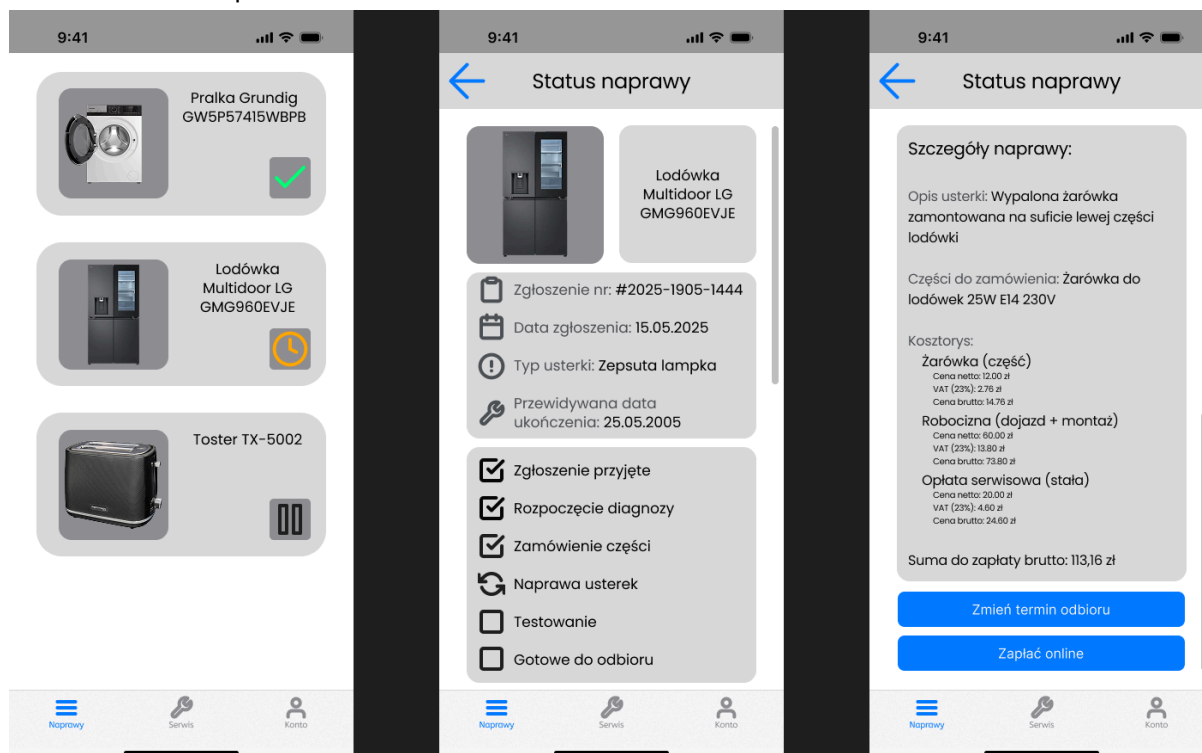 9:41
Pralka Grundig
GW5P57415WBPB
Lodówka
Multidoor LG
GMG960EVJE
Toster TX-5002
Naprawy
Serwis
Konto
9:41
Status naprawy
Lodówka
Multidoor LG
GMG960EVJE
Zgłoszenie nr: #2025-1905-1444
Data zgłoszenia: 15.05.2025
Typ usterki: Zepsuta lampka
Przewidywana data
ukończenia: 25.05.2005
Zgłoszenie przyjęte
Rozpoczęcie diagnozy
Zamówienie części
Naprawa usterek
Testowanie
Gotowe do odbioru
Naprawy
Serwis
Konto
9:41
Status naprawy
Szczegóły naprawy:
Opis usterki: Wypalona żarówka
zamontowana na suficie lewej części
lodówki
Części do zamówienia: Żarówka do
lodówek 25W E14 230V
Kosztorys:
Żarówka (część)
Cena netto: 12.00 zł
VAT (23%): 2.76 zł
Cena brutto: 14.76 zł
Robocizna (dojazd + montaż)
Cena netto: 60.00 zł
VAT (23%): 13.80 zł
Cena brutto: 73.80 zł
Opłata serwisowa (stała)
Cena netto: 20.00 zł
VAT (23%): 4.60 zł
Cena brutto: 24.60 zł
Suma do zapłaty brutto: 113,16 zł
Zmień termin odbioru
Zapłać online
Naprawy
Serwis
Konto